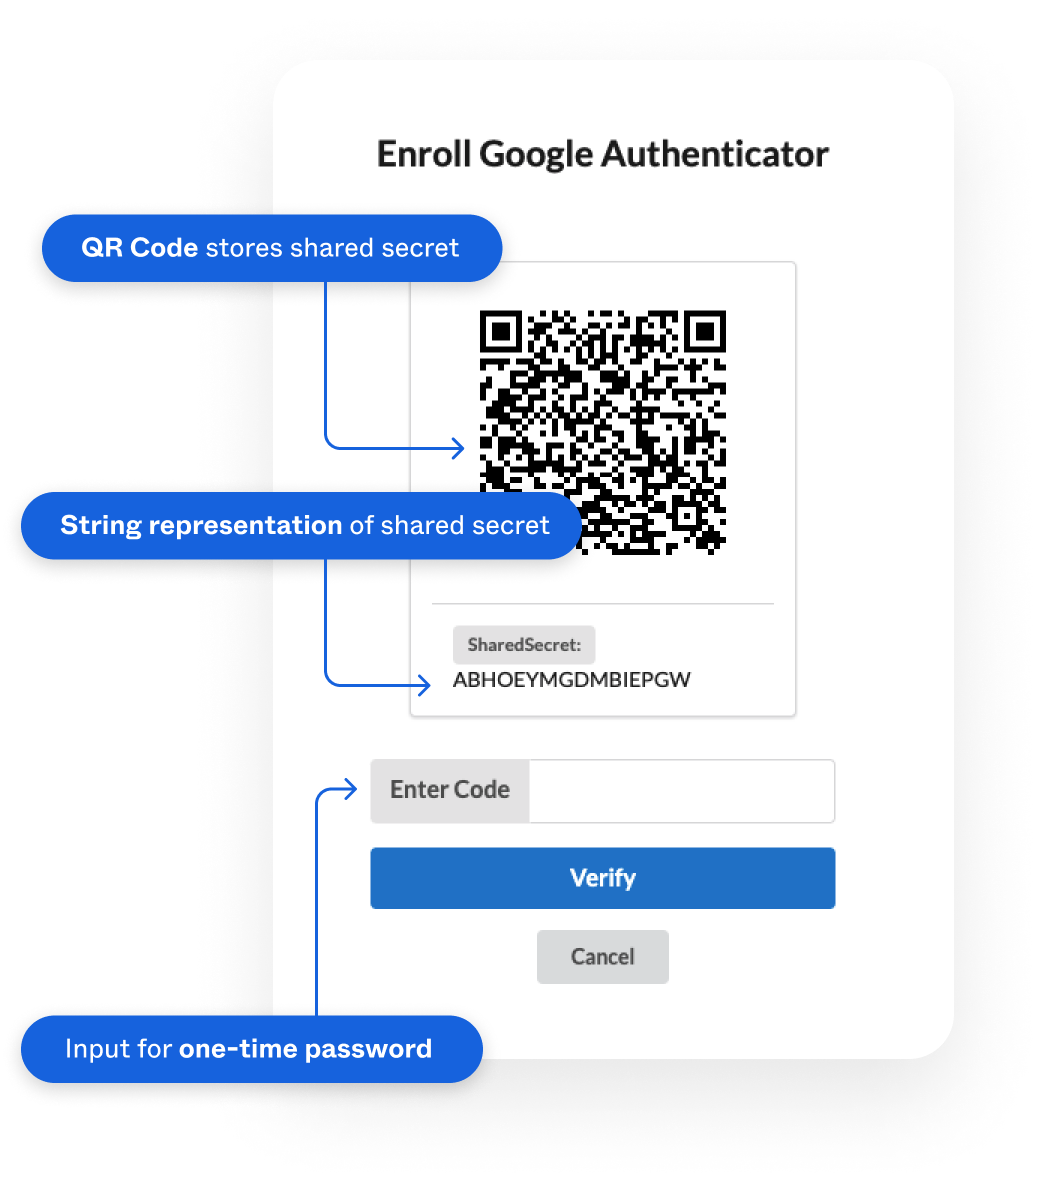 Enroll Google Authenticator
QR Code stores shared secret
String representation of shared secret
SharedSecret:
ABHOEYMGDMBIEPGW
Enter Code
Verify
Cancel
Input for one-time password